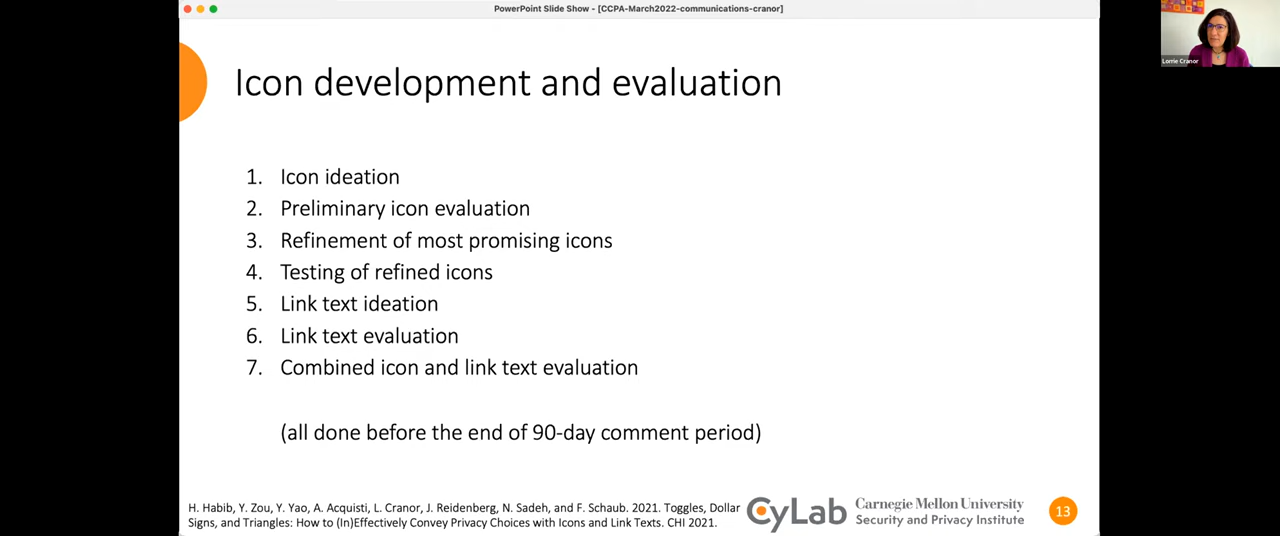 PowerPoint Slide Show - [CCPA-March2022-communications-cranor]
Lorrie Cranor
Icon development and evaluation
1. Icon ideation
2. Preliminary icon evaluation
3. Refinement of most promising icons
4. Testing of refined icons
5. Link text ideation
6. Link text evaluation
7. Combined icon and link text evaluation
(all done before the end of 90-day comment period)
H. Habib, Y. Zou, Y. Yao, A. Acquisti, L. Cranor, J. Reidenberg, N. Sadeh, and F. Schaub. 2021. Toggles, Dollar
Signs, and Triangles: How to (In)Effectively Convey Privacy Choices with Icons and Link Texts. CHI 2021.
CyLab
Carnegie Mellon University
Security and Privacy Institute
13